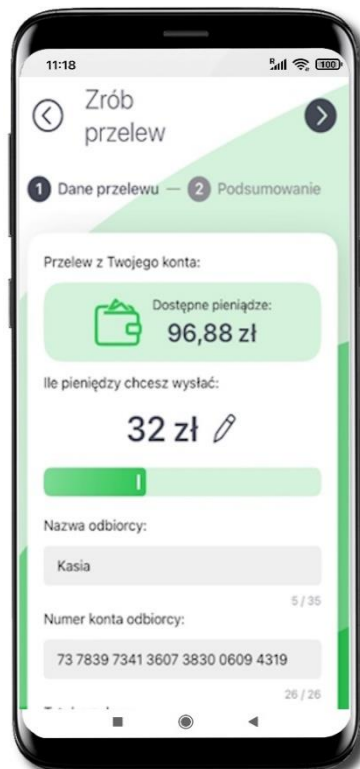 11:18
R
100
Zrób
przelew
1 Dane przelewu — 2 Podsumowanie
Przelew z Twojego konta:
Dostępne pieniądze:
96,88 zł
Ile pieniędzy chcesz wysłać:
32 zł
Nazwa odbiorcy:
Kasia
5 / 35
Numer konta odbiorcy:
73 7839 7341 3607 3830 0609 4319
26 / 26